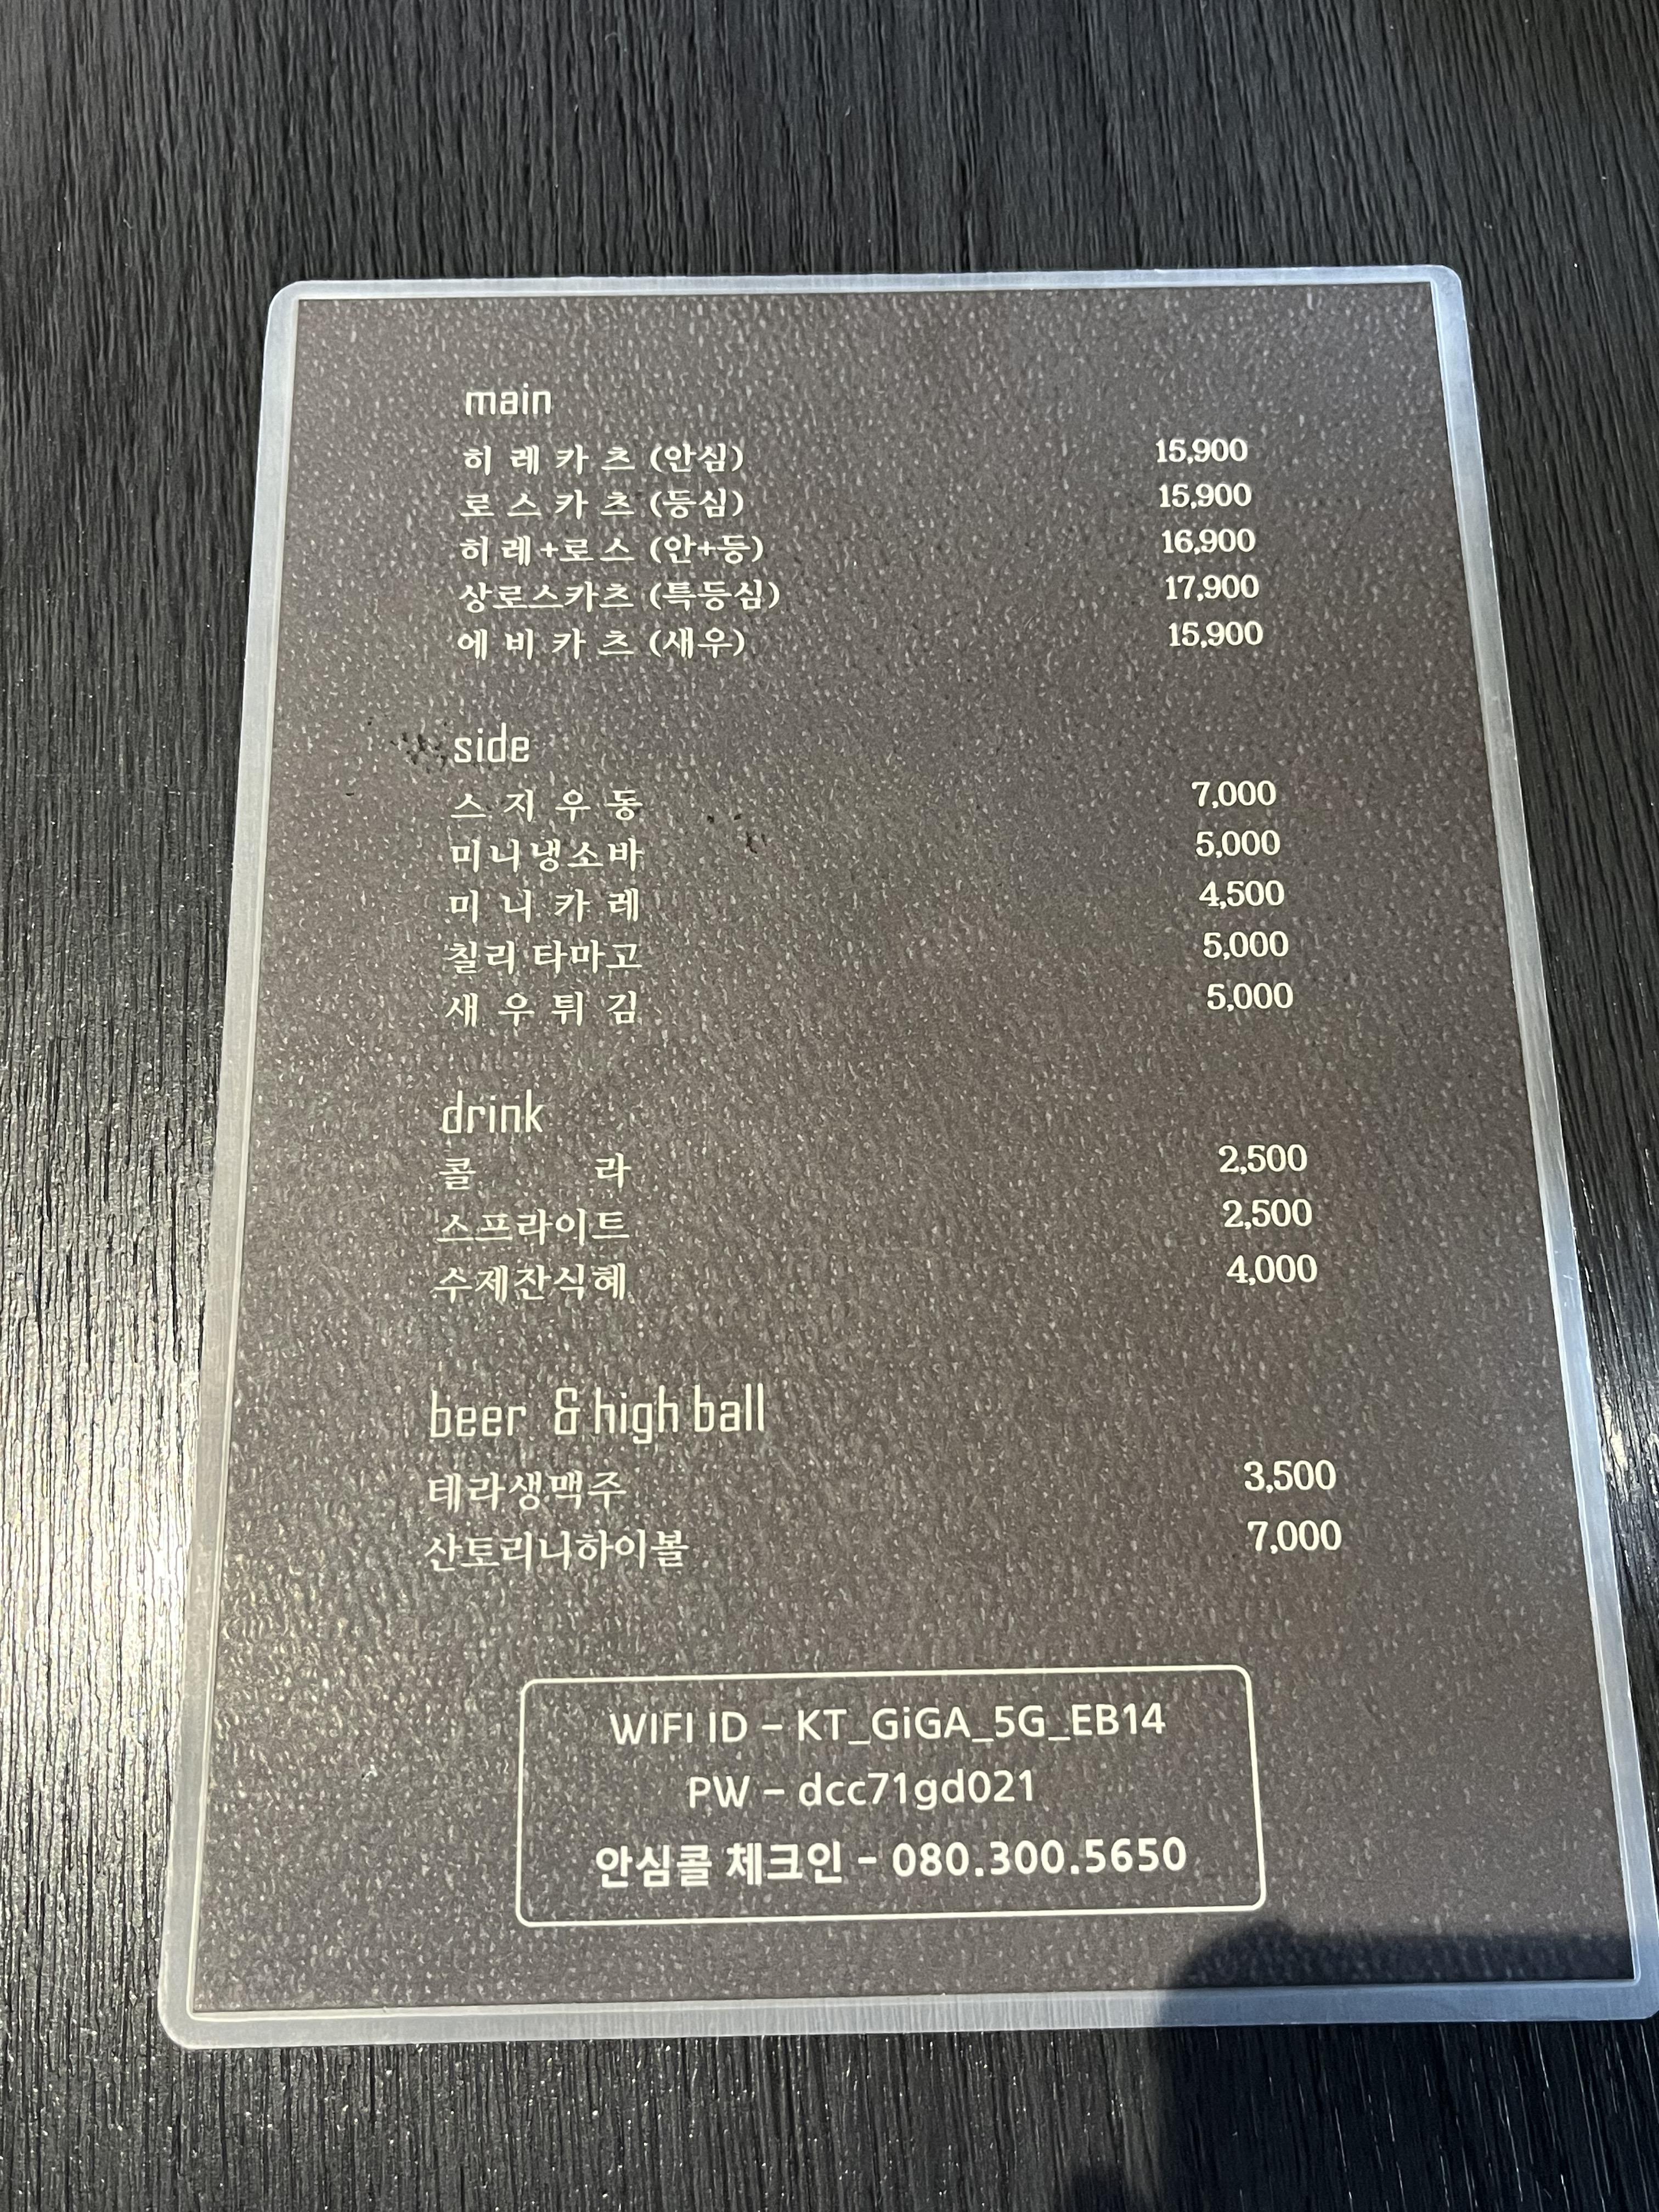 main
히레카츠 (안심) 15,900
로스카츠 (등심) 15,900
히레+로스 (안+등) 16,900
상로스카츠 (특등심) 17,900
에비카츠 (새우) 15,900
side
스지우동 7,000
미니냉소바 5,000
미니카레 4,500
칠리타마고 5,000
새우튀김 5,000
drink
콜라 2,500
스프라이트 2,500
수제잔식혜 4,000
beer & high ball
테라생맥주 3,500
산토리니하이볼 7,000
WIFI ID – KT_GiGA_5G_EB14
PW – dcc71gd021
안심콜 체크인 - 080.300.5650